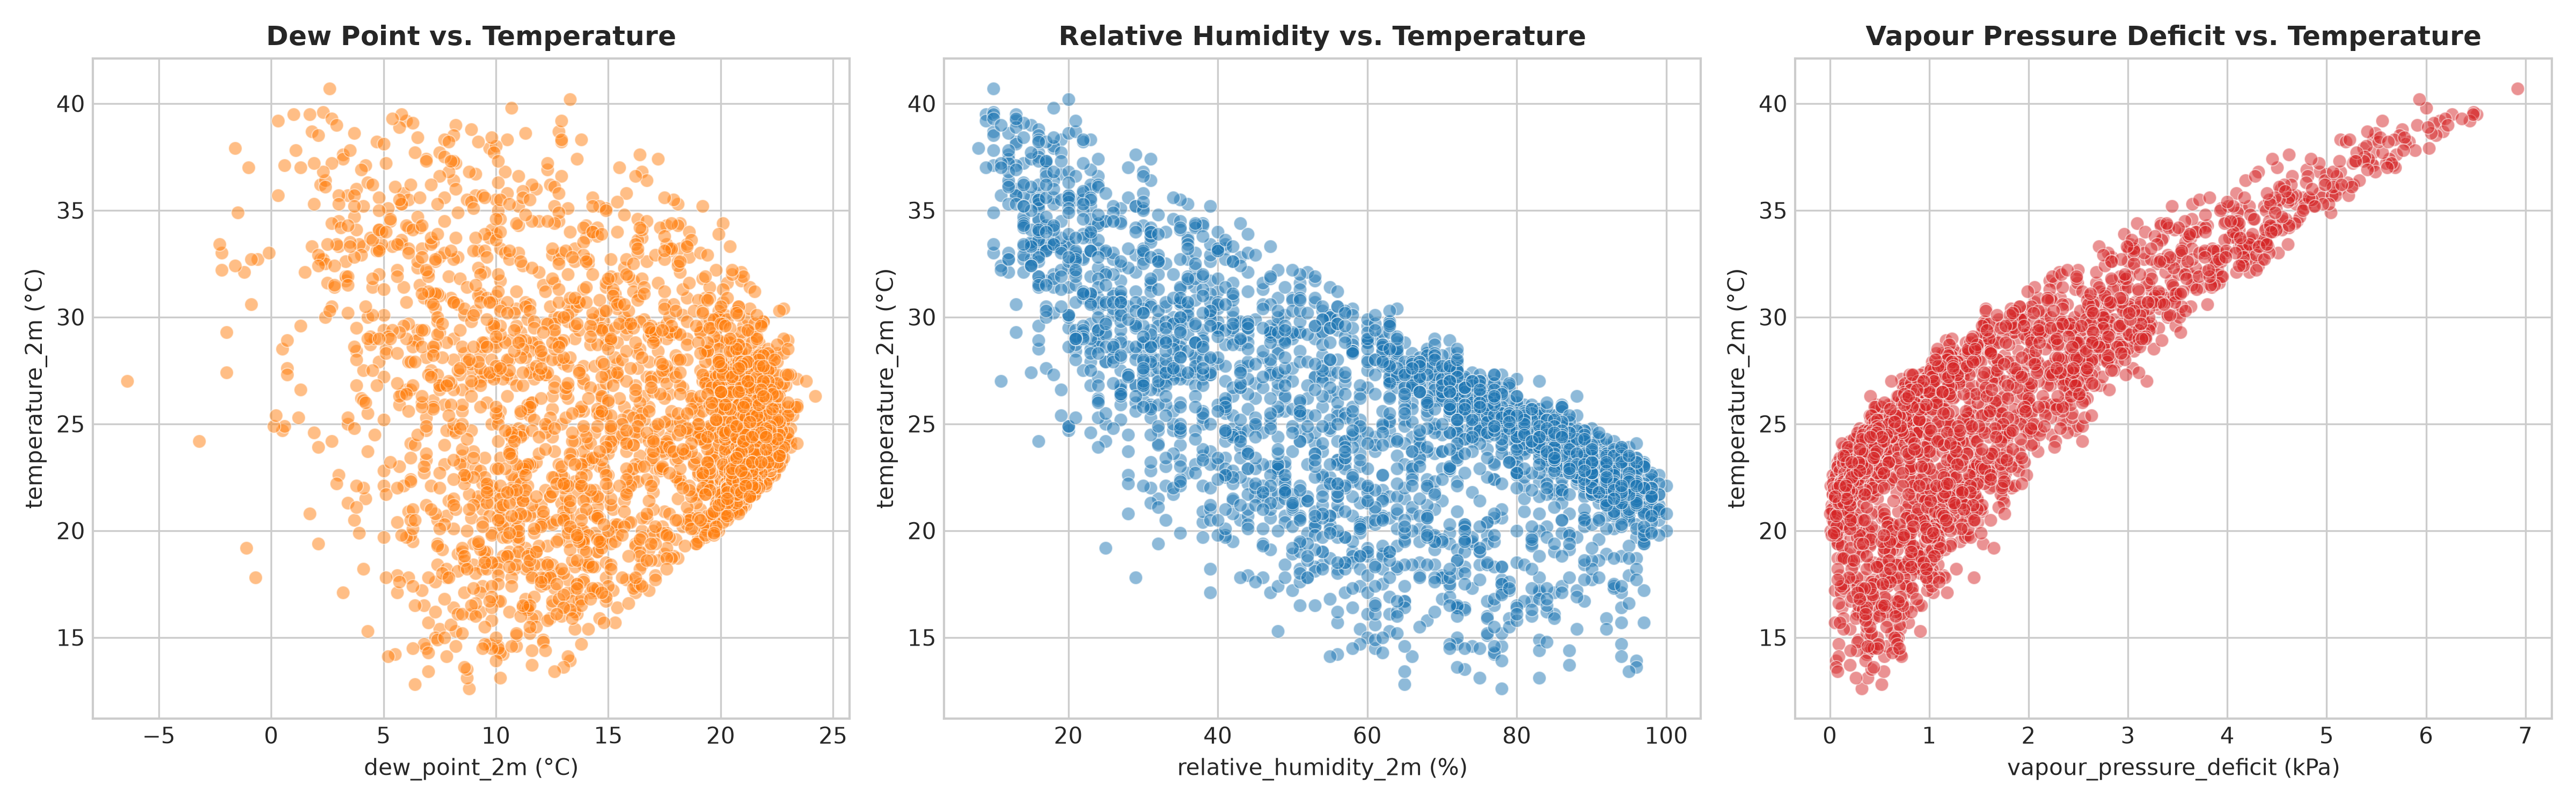 Dew Point vs. Temperature
temperature_2m (°C)
40
35
30
25
20
15
−5 0 5 10 15 20 25
dew_point_2m (°C)
Relative Humidity vs. Temperature
temperature_2m (°C)
40
35
30
25
20
15
20 40 60 80 100
relative_humidity_2m (%)
Vapour Pressure Deficit vs. Temperature
temperature_2m (°C)
40
35
30
25
20
15
0 1 2 3 4 5 6 7
vapour_pressure_deficit (kPa)